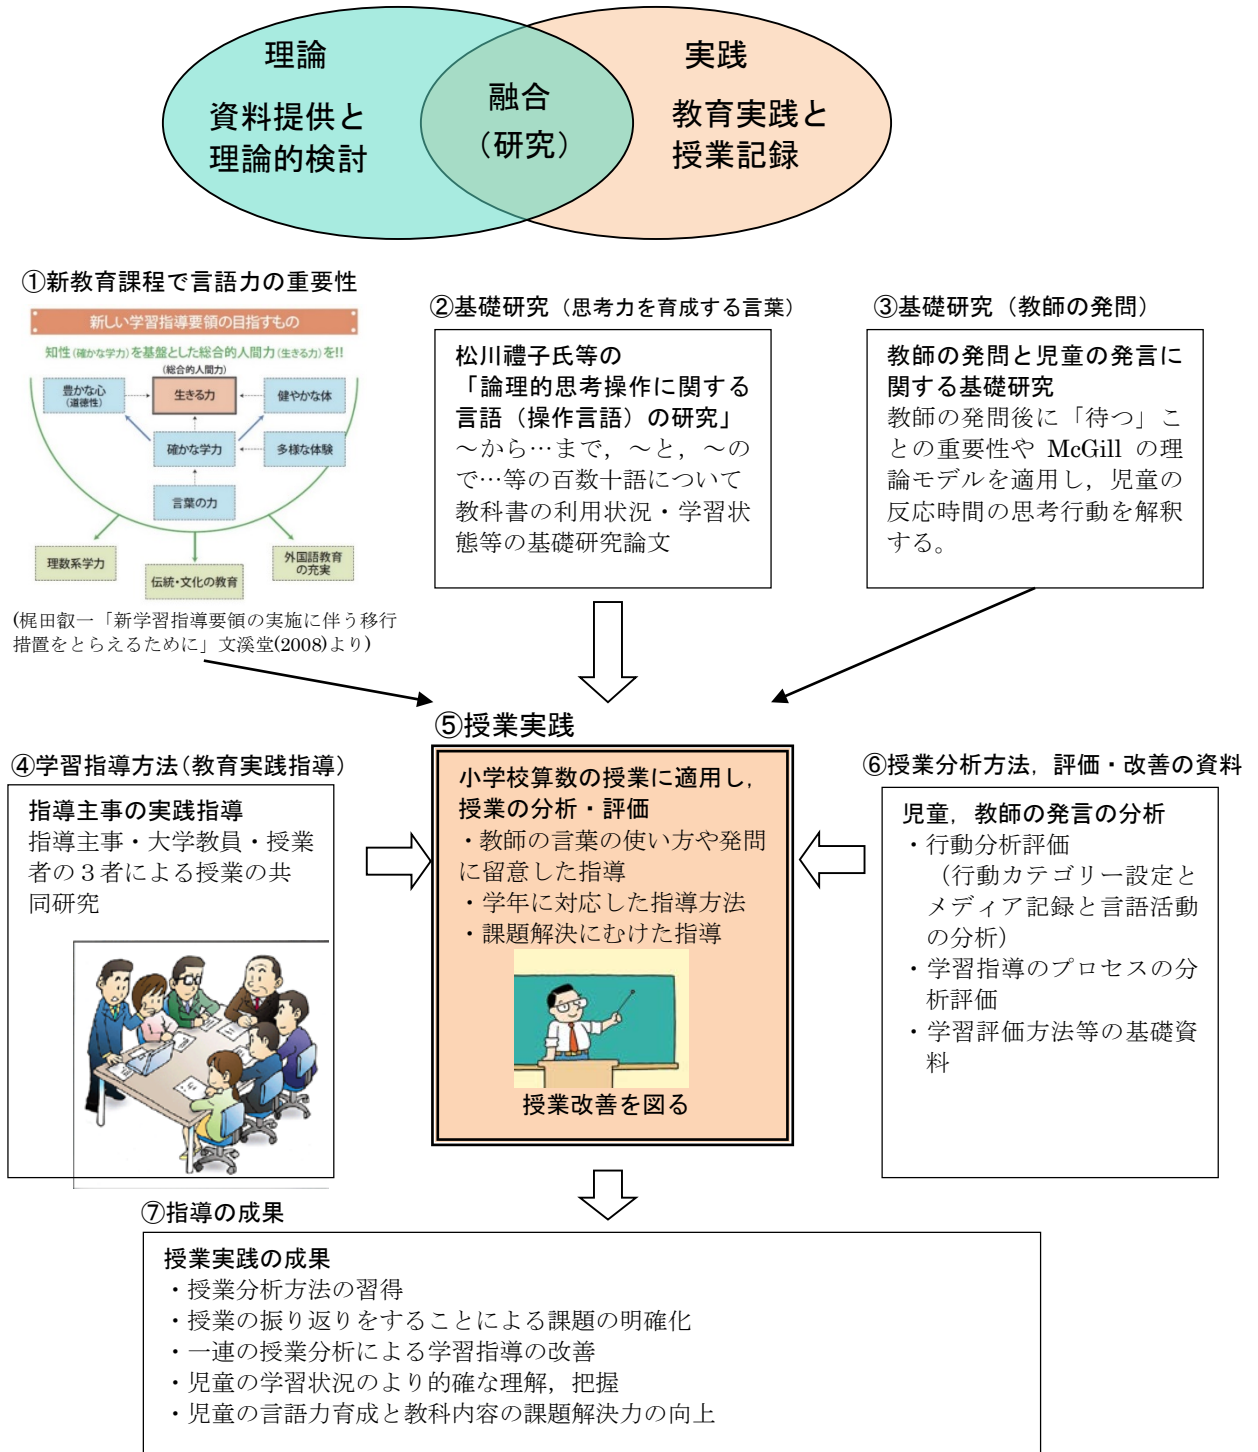 理論
資料提供と
理論的検討
融合
（研究）
実践
教育実践と
授業記録
①新教育課程で言語力の重要性
新しい学習指導要領の目指すもの
知性(確かな学力)を基盤とした総合的人間力(生きる力)を!!
(総合的人間力)
豊かな心
(道徳性)
生きる力
健やかな体
確かな学力
多様な体験
言葉の力
理数系学力
伝統・文化の教育
外国語教育
の充実
(梶田叡一「新学習指導要領の実施に伴う移行
措置をとらえるために」文溪堂(2008)より)
②基礎研究（思考力を育成する言葉）
松川禮子氏等の
「論理的思考操作に関する
言語（操作言語）の研究」
～から…まで，～と，～の
で…等の百数十語について
教科書の利用状況・学習状
態等の基礎研究論文
③基礎研究（教師の発問）
教師の発問と児童の発言に
関する基礎研究
教師の発問後に「待つ」こ
との重要性や McGill の理
論モデルを適用し，児童の
反応時間の思考行動を解釈
する。
④学習指導方法（教育実践指導）
指導主事の実践指導
指導主事・大学教員・授業
者の３者による授業の共
同研究
⑤授業実践
小学校算数の授業に適用し，
授業の分析・評価
・教師の言葉の使い方や発問
に留意した指導
・学年に対応した指導方法
・課題解決にむけた指導
授業改善を図る
⑥授業分析方法，評価・改善の資料
児童，教師の発言の分析
・行動分析評価
（行動カテゴリー設定と
メディア記録と言語活動
の分析）
・学習指導のプロセスの分
析評価
・学習評価方法等の基礎資
料
⑦指導の成果
授業実践の成果
・授業分析方法の習得
・授業の振り返りをすることによる課題の明確化
・一連の授業分析による学習指導の改善
・児童の学習状況のより的確な理解，把握
・児童の言語力育成と教科内容の課題解決力の向上